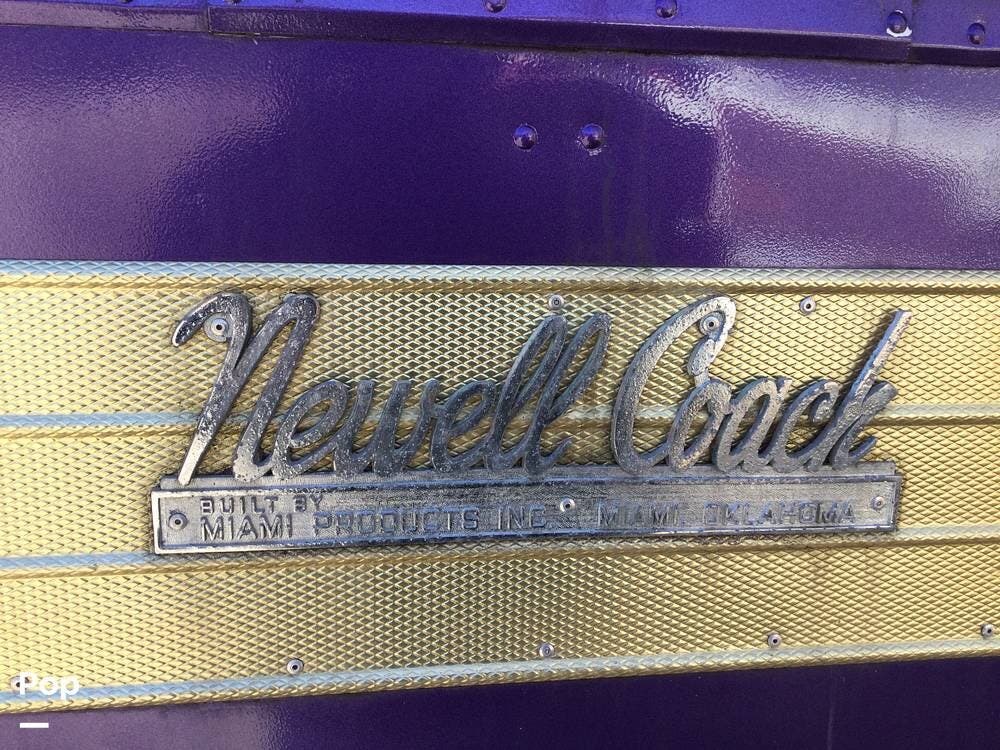 Newell Coach
BUILT BY
MIAMI PRODUCTS INC. MIAMI, OKLAHOMA
Pop